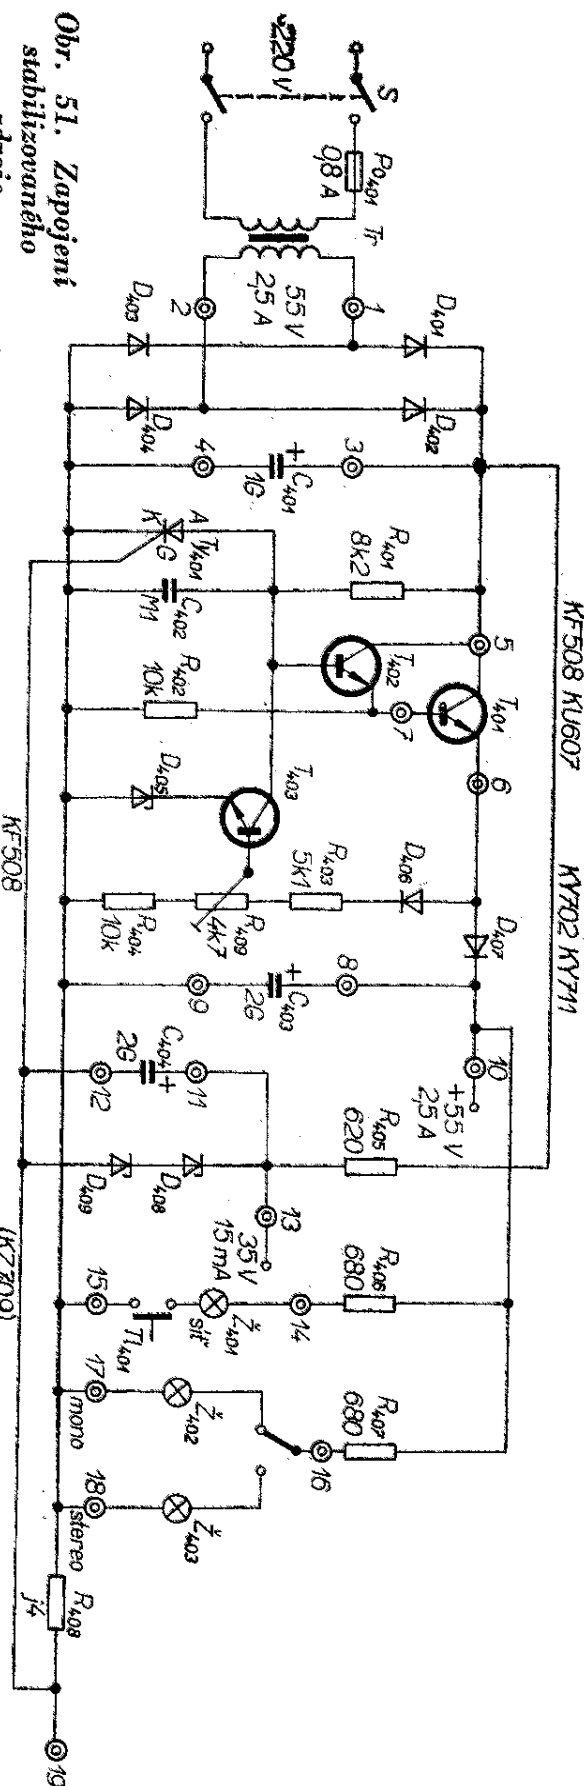 Obr. 51. Zapojení
stabilizovaného
~220 V
S
Po401
0,8 A
Tr
55 V
2,5 A
1
2
D401
D402
D403
D404
3
4
+
C401
1G
Ty401
A
K
G
R401
8k2
C402
M1
R402
10k
T402
5
T401
7
6
KF508 KU607
T403
D405
D406
R403
5k1
R409
4k7
R404
10k
KF508
D407
KY702 KY711
8
+
C403
2G
9
10
+55 V
2,5 A
11
C404 +
2G
12
R405
620
D408
D409
13
35 V
15 mA
R406
680
14
Ž401
síť
Tl401
15
R407
680
16
Ž402
17
mono
Ž403
18
stereo
R408
j4
19